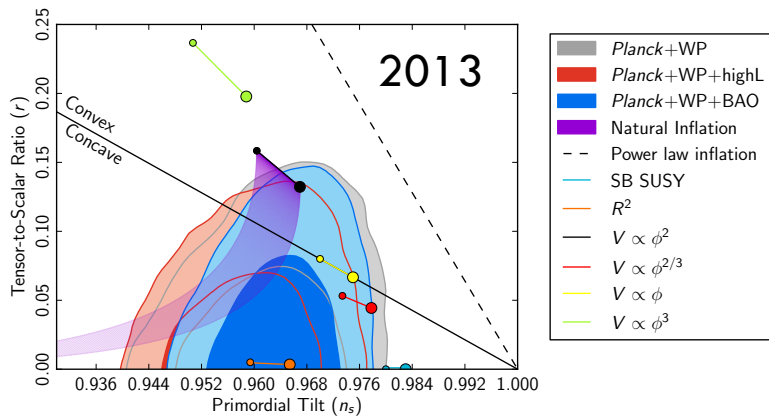 2013
Tensor-to-Scalar Ratio (r)
0.25
0.20
0.15
0.10
0.05
0.00
Convex
Concave
0.936 0.944 0.952 0.960 0.968 0.976 0.984 0.992 1.000
Primordial Tilt (nₛ)
Planck+WP
Planck+WP+highL
Planck+WP+BAO
Natural Inflation
Power law inflation
SB SUSY
R²
V ∝ ϕ²
V ∝ ϕ²ᐟ³
V ∝ ϕ
V ∝ ϕ³